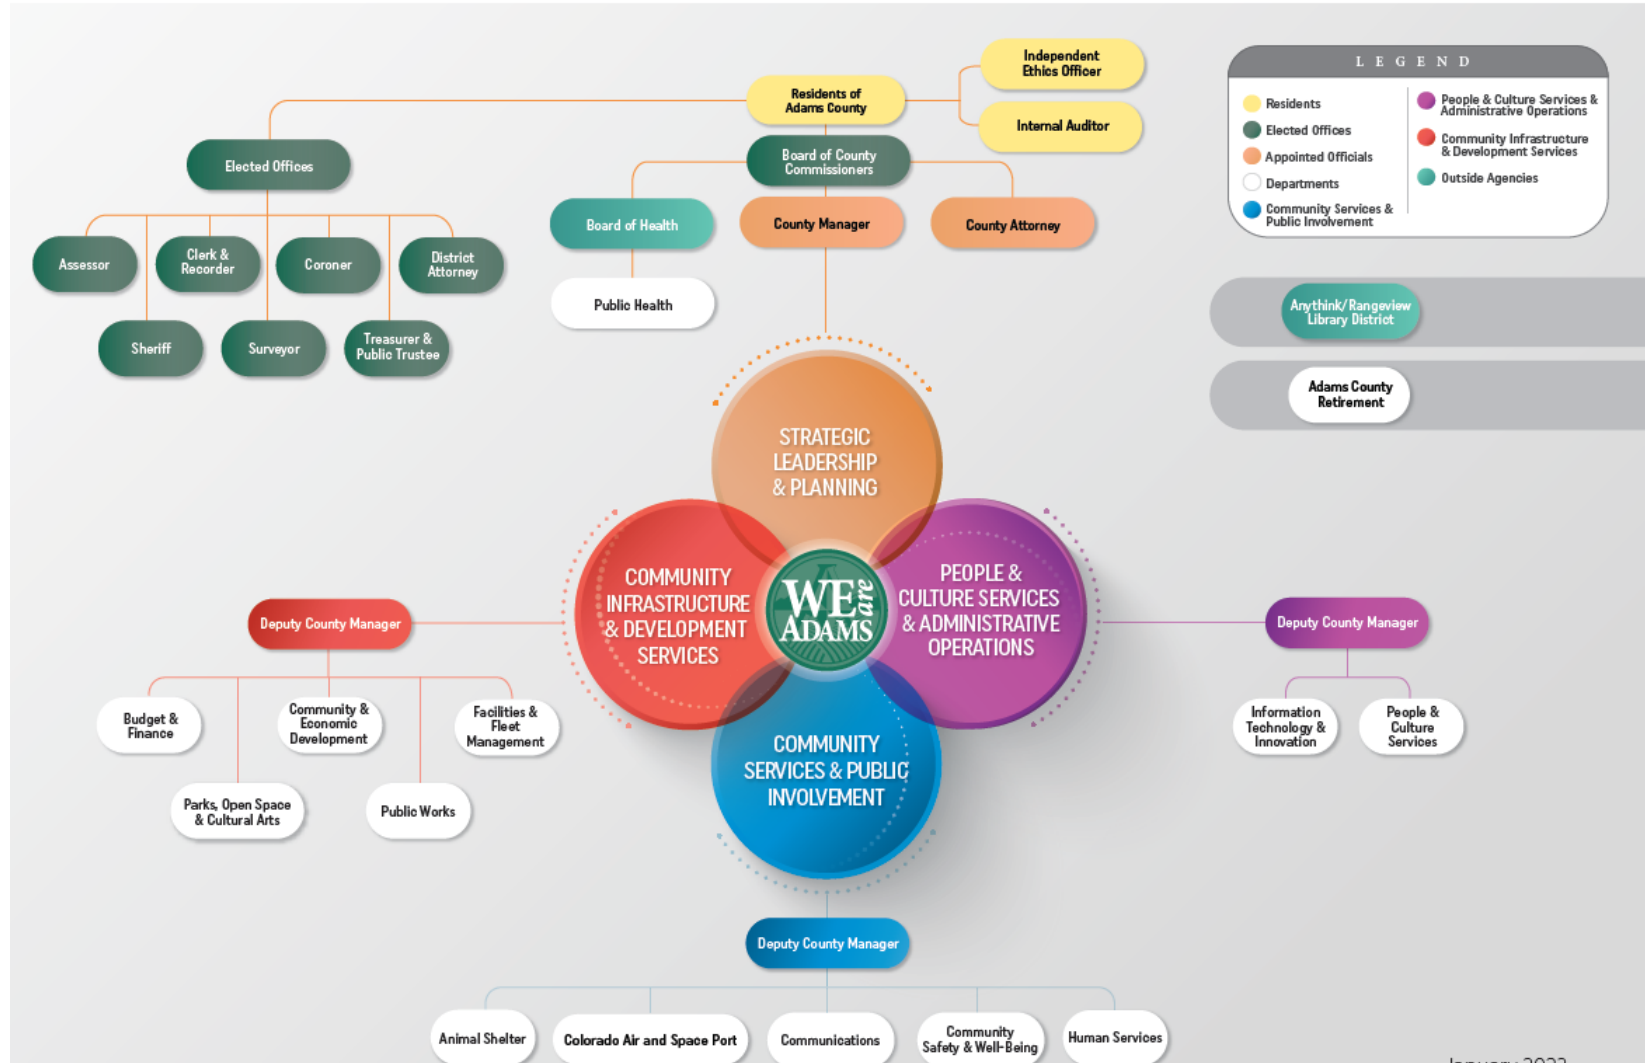 Independent
Ethics Officer
Residents of
Adams County
Internal Auditor
LEGEND
Residents
Elected Offices
Appointed Officials
Departments
Community Services &
Public Involvement
People & Culture Services &
Administrative Operations
Community Infrastructure
& Development Services
Outside Agencies
Elected Offices
Board of County
Commissioners
Board of Health
County Manager
County Attorney
Assessor
Clerk &
Recorder
Coroner
District
Attorney
Public Health
Sheriff
Surveyor
Treasurer &
Public Trustee
Anythink/Rangeview
Library District
Adams County
Retirement
STRATEGIC
LEADERSHIP
& PLANNING
COMMUNITY
INFRASTRUCTURE
& DEVELOPMENT
SERVICES
WE are
ADAMS
PEOPLE &
CULTURE SERVICES
& ADMINISTRATIVE
OPERATIONS
COMMUNITY
SERVICES & PUBLIC
INVOLVEMENT
Deputy County Manager
Budget &
Finance
Community &
Economic
Development
Facilities &
Fleet
Management
Parks, Open Space
& Cultural Arts
Public Works
Deputy County Manager
Information
Technology &
Innovation
People &
Culture
Services
Deputy County Manager
Animal Shelter
Colorado Air and Space Port
Communications
Community
Safety & Well-Being
Human Services